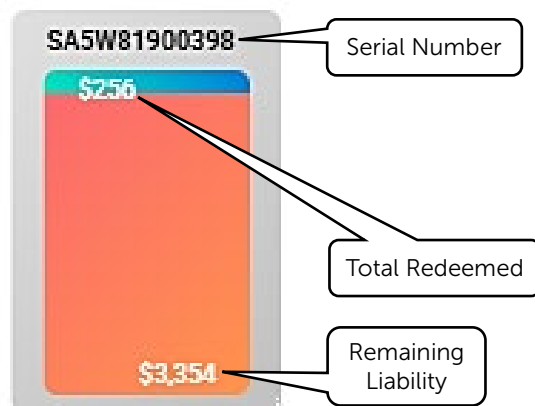 SA5W81900398
Serial Number
$256
Total Redeemed
$3,354
Remaining
Liability